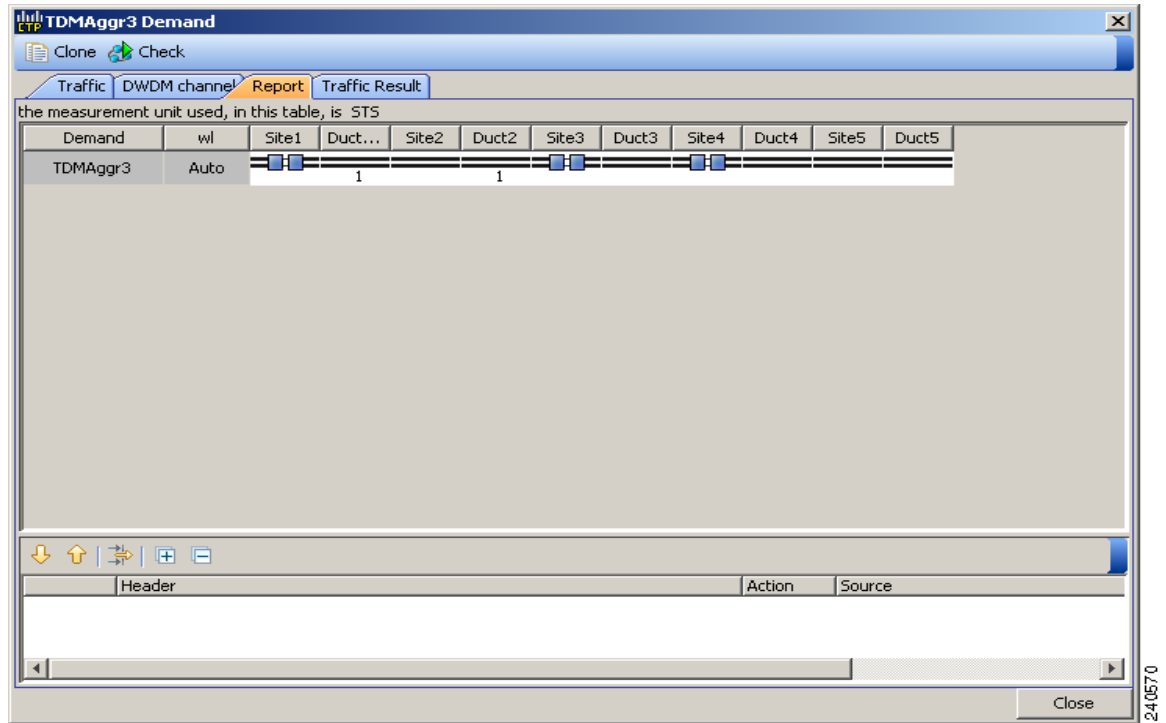 CTP TDMAggr3 Demand
Clone Check
Traffic DWDM channel Report Traffic Result
the measurement unit used, in this table, is STS
Demand wl Site1 Duct... Site2 Duct2 Site3 Duct3 Site4 Duct4 Site5 Duct5
TDMAggr3 Auto
1 1
Header Action Source
Close
240570